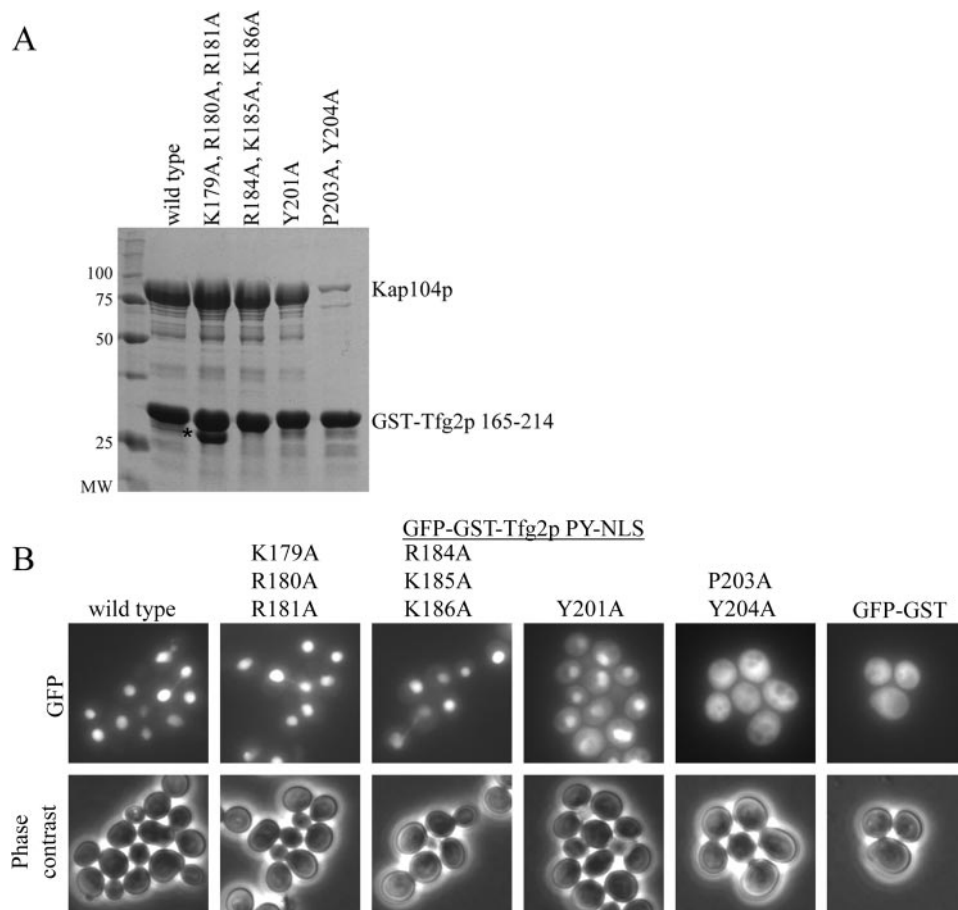 A
wild type
K179A, R180A, R181A
R184A, K185A, K186A
Y201A
P203A, Y204A
100
75
50
25
MW
Kap104p
*
GST-Tfg2p 165-214
B
GFP-GST-Tfg2p PY-NLS
wild type
K179A
R180A
R181A
R184A
K185A
K186A
Y201A
P203A
Y204A
GFP-GST
GFP
Phase
contrast